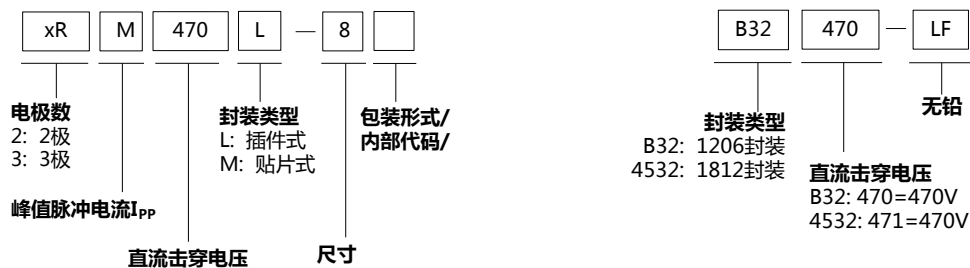 xR M 470 L — 8
电极数
2: 2极
3: 3极
封装类型
L: 插件式
M: 贴片式
包装形式/
内部代码/
峰值脉冲电流IPP
直流击穿电压
尺寸
B32 470 — LF
无铅
封装类型
B32: 1206封装
4532: 1812封装
直流击穿电压
B32: 470=470V
4532: 471=470V